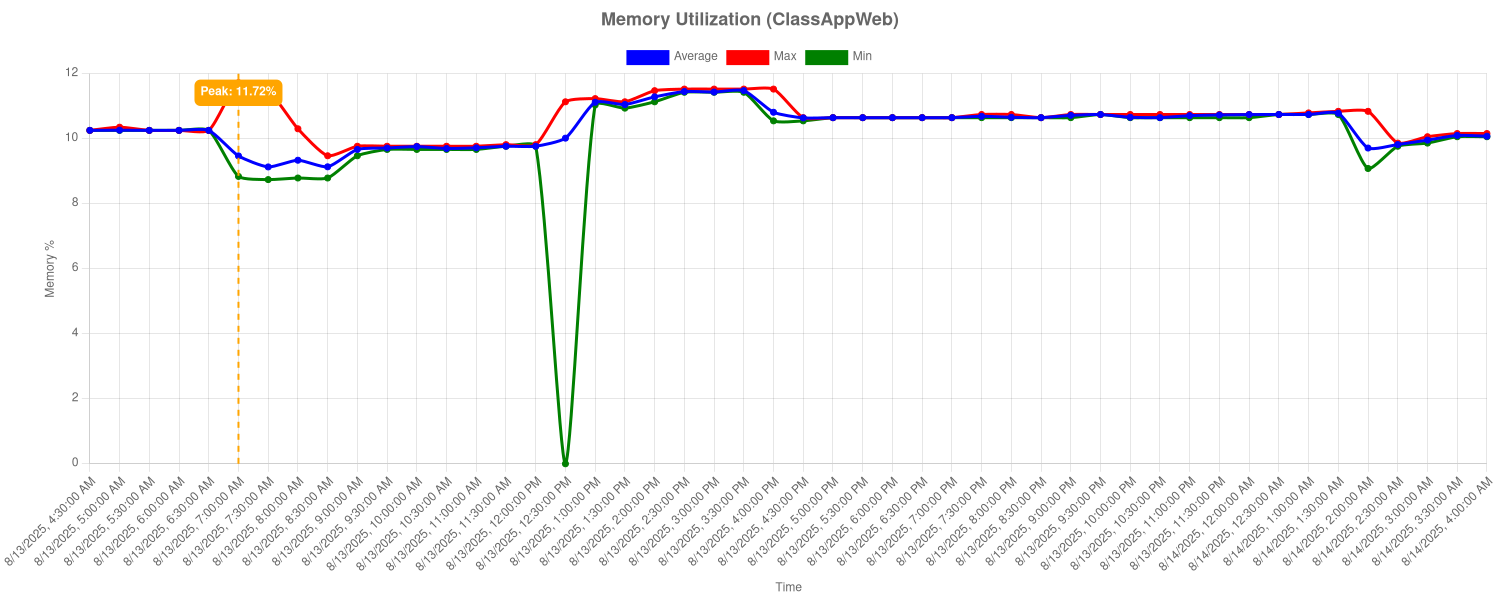 Memory Utilization (ClassAppWeb)
Average Max Min
Peak: 11.72%
12
10
8
6
4
2
0
Memory %
8/13/2025, 4:30:00 AM
8/13/2025, 5:00:00 AM
8/13/2025, 5:30:00 AM
8/13/2025, 6:00:00 AM
8/13/2025, 6:30:00 AM
8/13/2025, 7:00:00 AM
8/13/2025, 7:30:00 AM
8/13/2025, 8:00:00 AM
8/13/2025, 8:30:00 AM
8/13/2025, 9:00:00 AM
8/13/2025, 9:30:00 AM
8/13/2025, 10:00:00 AM
8/13/2025, 10:30:00 AM
8/13/2025, 11:00:00 AM
8/13/2025, 11:30:00 AM
8/13/2025, 12:00:00 PM
8/13/2025, 12:30:00 PM
8/13/2025, 1:00:00 PM
8/13/2025, 1:30:00 PM
8/13/2025, 2:00:00 PM
8/13/2025, 2:30:00 PM
8/13/2025, 3:00:00 PM
8/13/2025, 3:30:00 PM
8/13/2025, 4:00:00 PM
8/13/2025, 4:30:00 PM
8/13/2025, 5:00:00 PM
8/13/2025, 5:30:00 PM
8/13/2025, 6:00:00 PM
8/13/2025, 6:30:00 PM
8/13/2025, 7:00:00 PM
8/13/2025, 7:30:00 PM
8/13/2025, 8:00:00 PM
8/13/2025, 8:30:00 PM
8/13/2025, 9:00:00 PM
8/13/2025, 9:30:00 PM
8/13/2025, 10:00:00 PM
8/13/2025, 10:30:00 PM
8/13/2025, 11:00:00 PM
8/13/2025, 11:30:00 PM
8/14/2025, 12:00:00 AM
8/14/2025, 12:30:00 AM
8/14/2025, 1:00:00 AM
8/14/2025, 1:30:00 AM
8/14/2025, 2:00:00 AM
8/14/2025, 2:30:00 AM
8/14/2025, 3:00:00 AM
8/14/2025, 3:30:00 AM
8/14/2025, 4:00:00 AM
Time